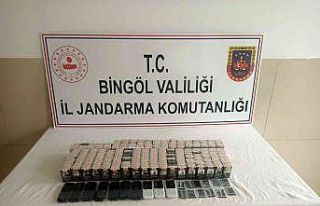 T.C.
BİNGÖL VALİLİĞİ
İL JANDARMA KOMUTANLIĞI